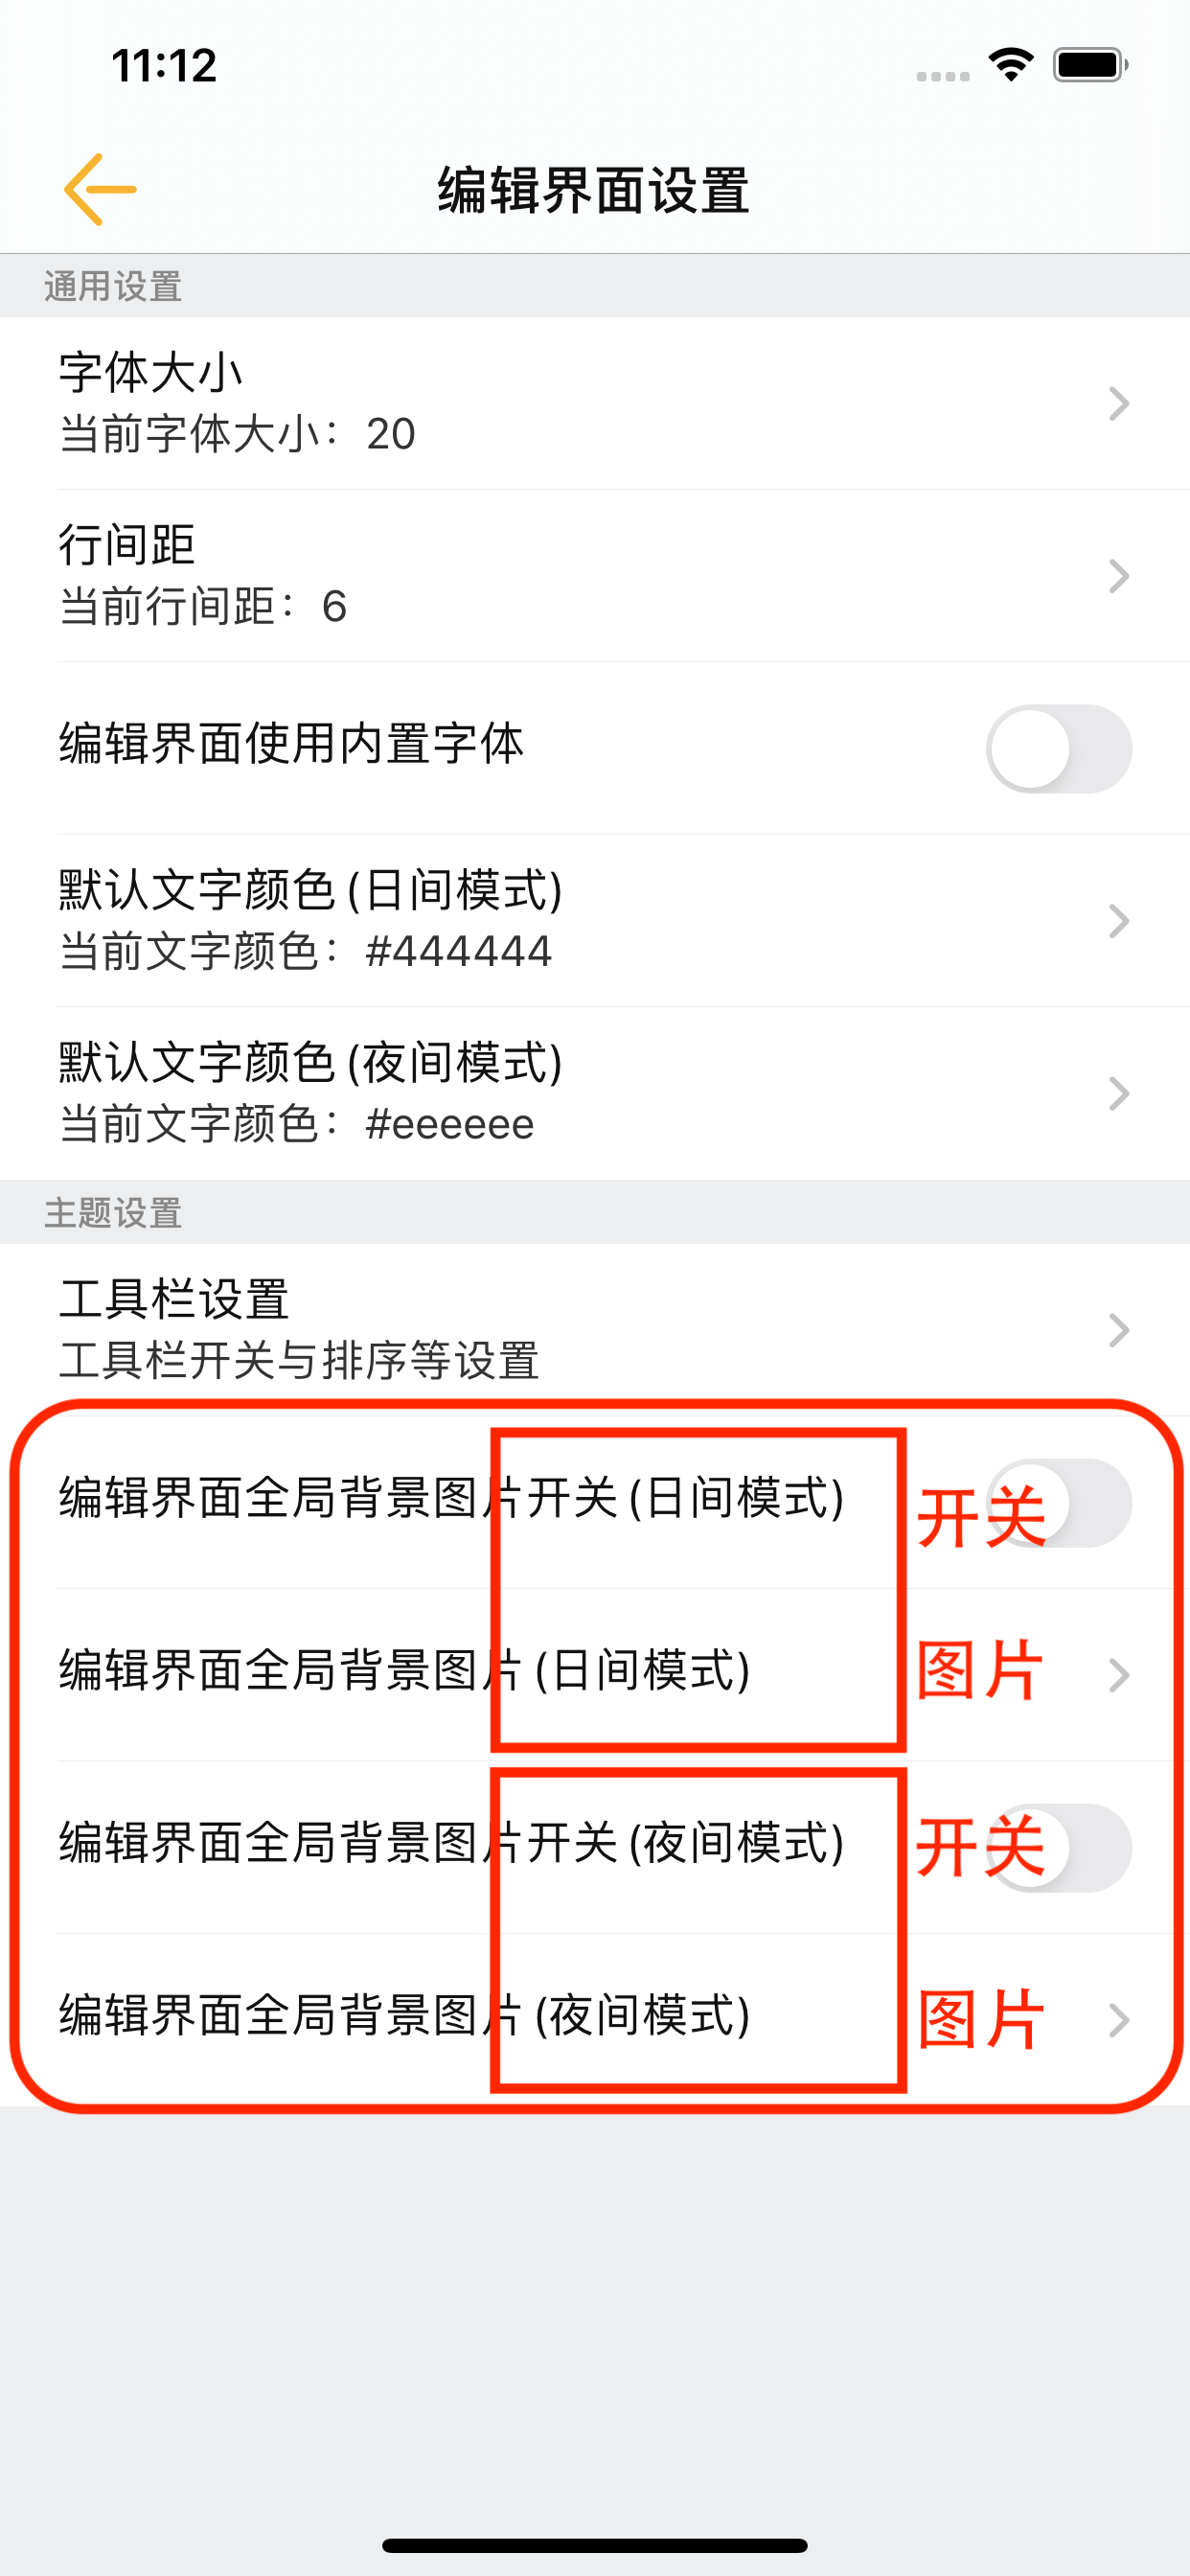 11:12
编辑界面设置
通用设置
字体大小
当前字体大小：20
行间距
当前行间距：6
编辑界面使用内置字体
默认文字颜色(日间模式)
当前文字颜色：#444444
默认文字颜色(夜间模式)
当前文字颜色：#eeeeee
主题设置
工具栏设置
工具栏开关与排序等设置
编辑界面全局背景图片开关(日间模式) 开关
编辑界面全局背景图片(日间模式) 图片
编辑界面全局背景图片开关(夜间模式) 开关
编辑界面全局背景图片(夜间模式) 图片